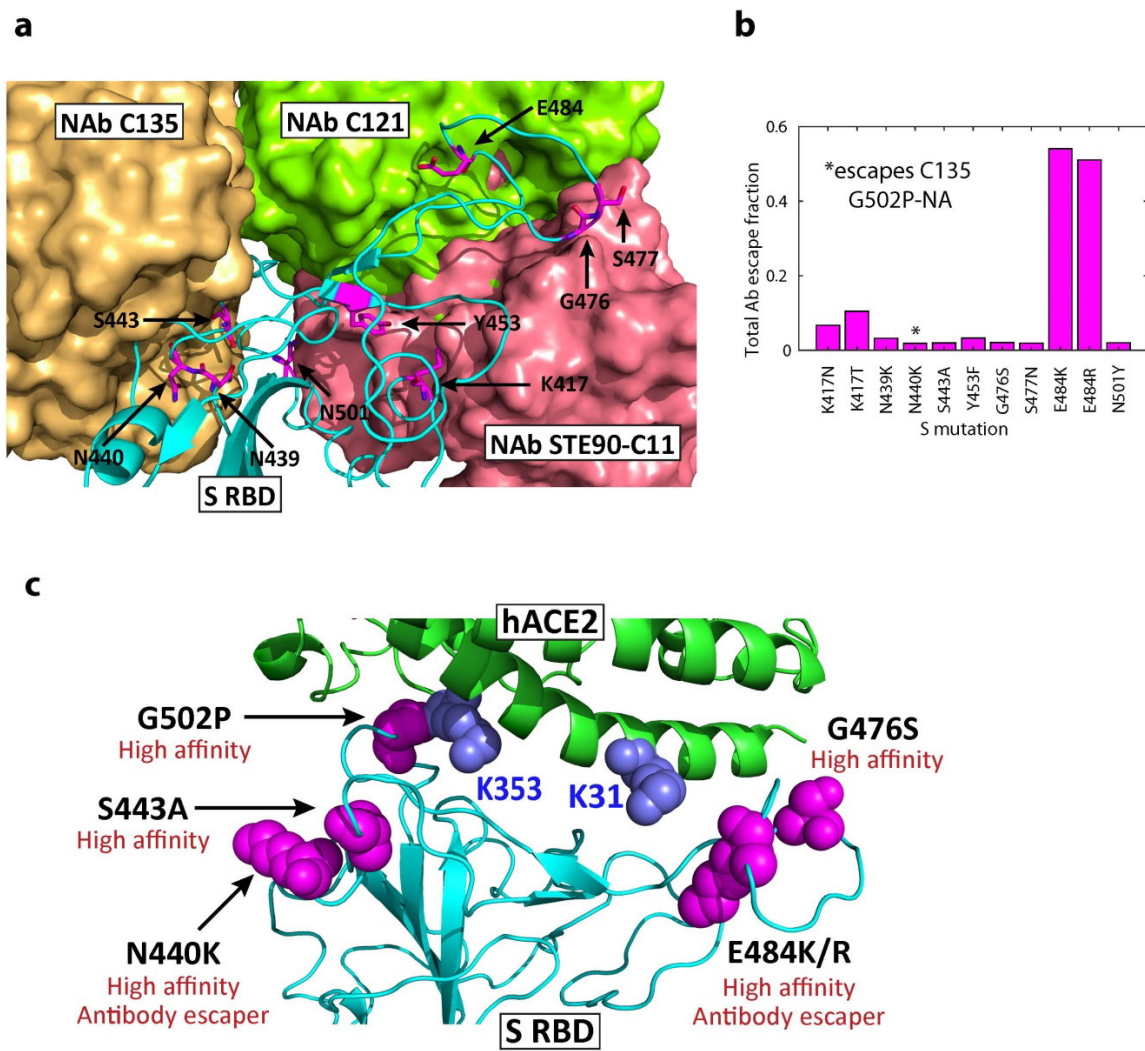 a
NAb C135
NAb C121
E484
S477
G476
S443
Y453
K417
N501
N440
N439
NAb STE90-C11
S RBD
b
Total Ab escape fraction
0.6
0.4
0.2
0
*escapes C135
G502P-NA
*
K417N
K417T
N439K
N440K
S443A
Y453F
G476S
S477N
E484K
E484R
N501Y
S mutation
c
hACE2
G502P
High affinity
K353
K31
G476S
High affinity
S443A
High affinity
N440K
High affinity
Antibody escaper
E484K/R
High affinity
Antibody escaper
S RBD